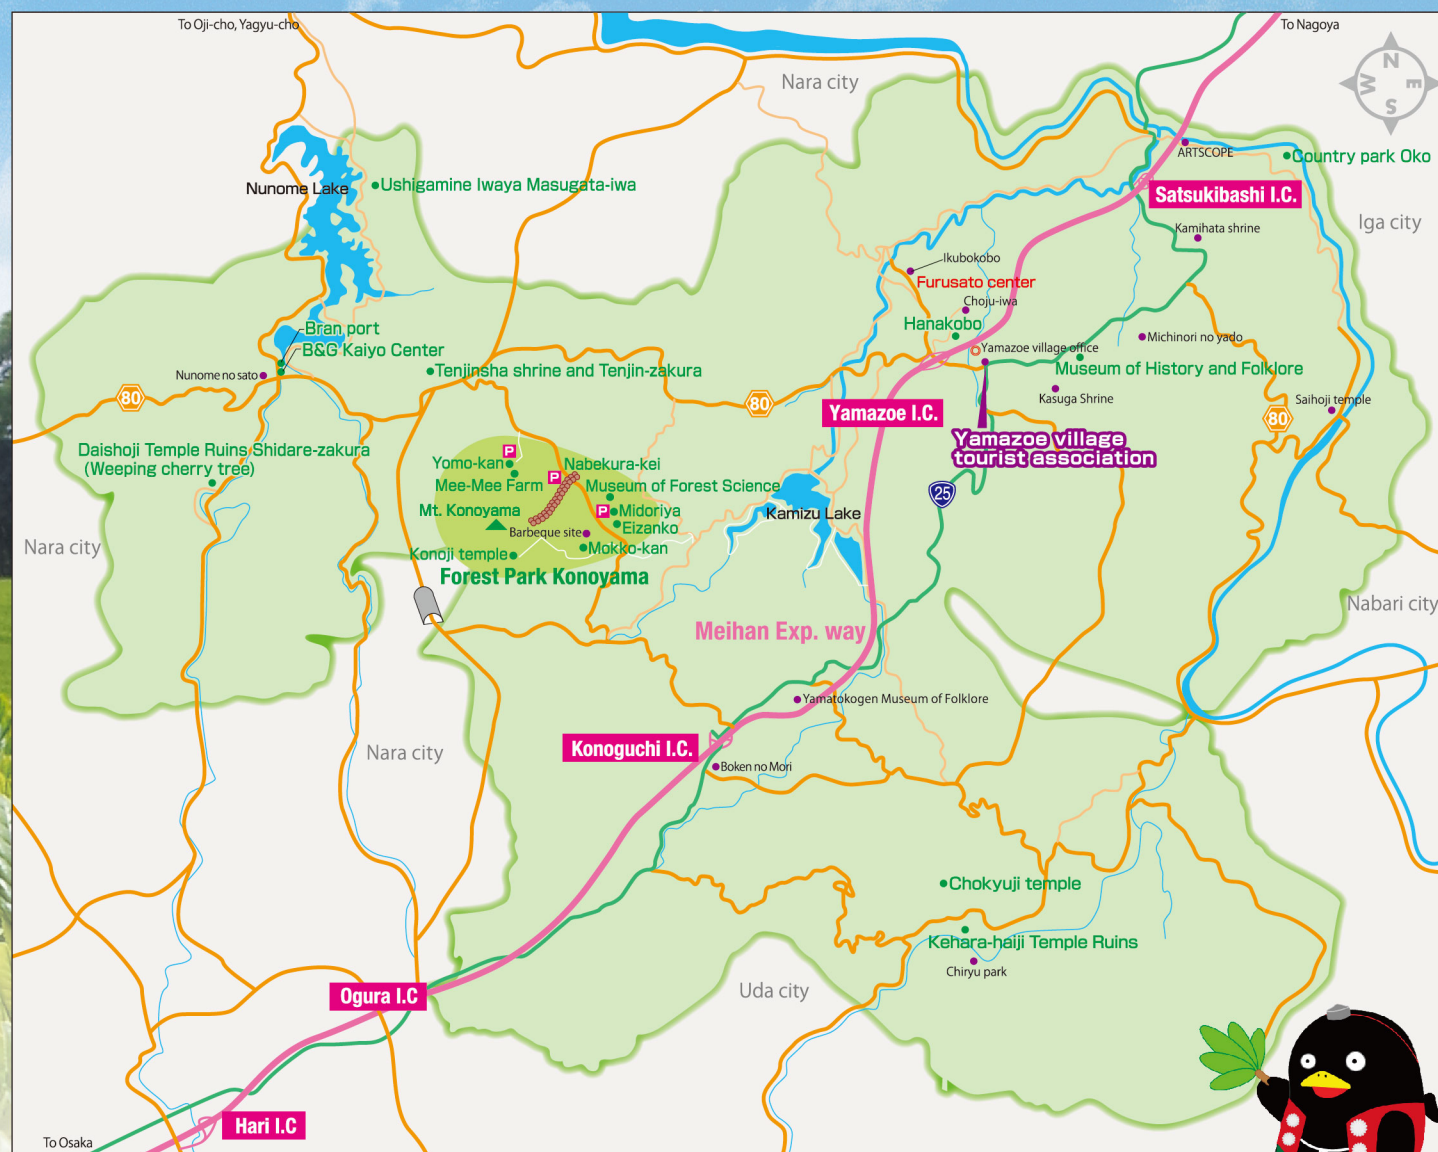 To Oji-cho, Yagyu-cho
To Nagoya
Nara city
N
W
E
S
ARTSCOPE
Country park Oko
Satsukibashi I.C.
Nunome Lake
Ushigamine Iwaya Masugata-iwa
Iga city
Kamihata shrine
Ikubokobo
Furusato center
Choju-iwa
Hanakobo
Bran port
B&G Kaiyo Center
Yamazoe village office
Michinori no yado
Nunome no sato
Tenjinsha shrine and Tenjin-zakura
Museum of History and Folklore
80
80
Yamazoe I.C.
Kasuga Shrine
Saihoji temple
80
Yamazoe village
tourist association
Daishoji Temple Ruins Shidare-zakura
(Weeping cherry tree)
P
Yomo-kan
Nabekura-kei
P
Mee-Mee Farm
Museum of Forest Science
25
Mt. Konoyama
P
Midoriya
Kamizu Lake
Eizanko
Barbeque site
Nara city
Konoji temple
Mokko-kan
Forest Park Konoyama
Nabari city
Meihan Exp. way
Yamatokogen Museum of Folklore
Nara city
Konoguchi I.C.
Boken no Mori
Chokyuji temple
Kehara-haiji Temple Ruins
Chiryu park
Ogura I.C
Uda city
Hari I.C
To Osaka